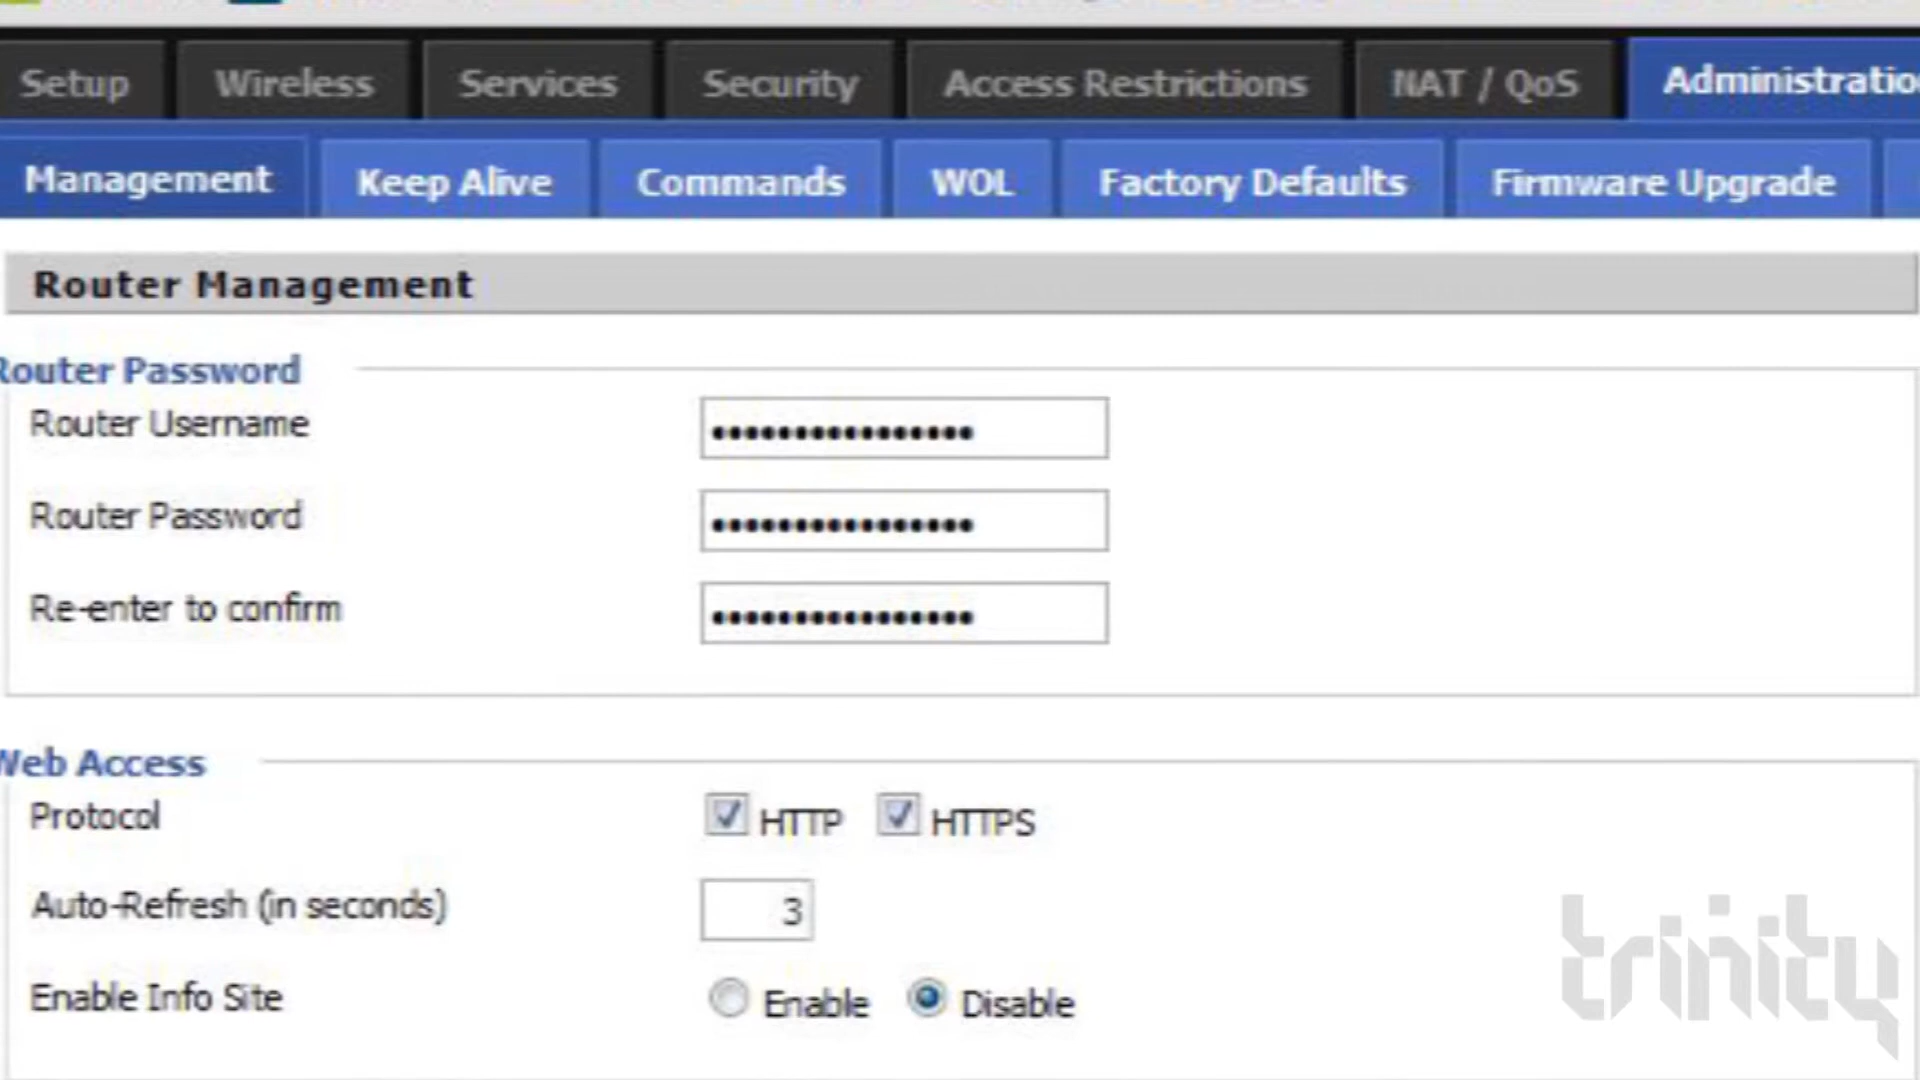 Setup Wireless Services Security Access Restrictions NAT / QoS Administratio
Management Keep Alive Commands WOL Factory Defaults Firmware Upgrade
Router Management
Router Password
Router Username ••••••••••••••••
Router Password ••••••••••••••••
Re-enter to confirm ••••••••••••••••
Web Access
Protocol HTTP HTTPS
Auto-Refresh (in seconds) 3
Enable Info Site Enable Disable
trinity